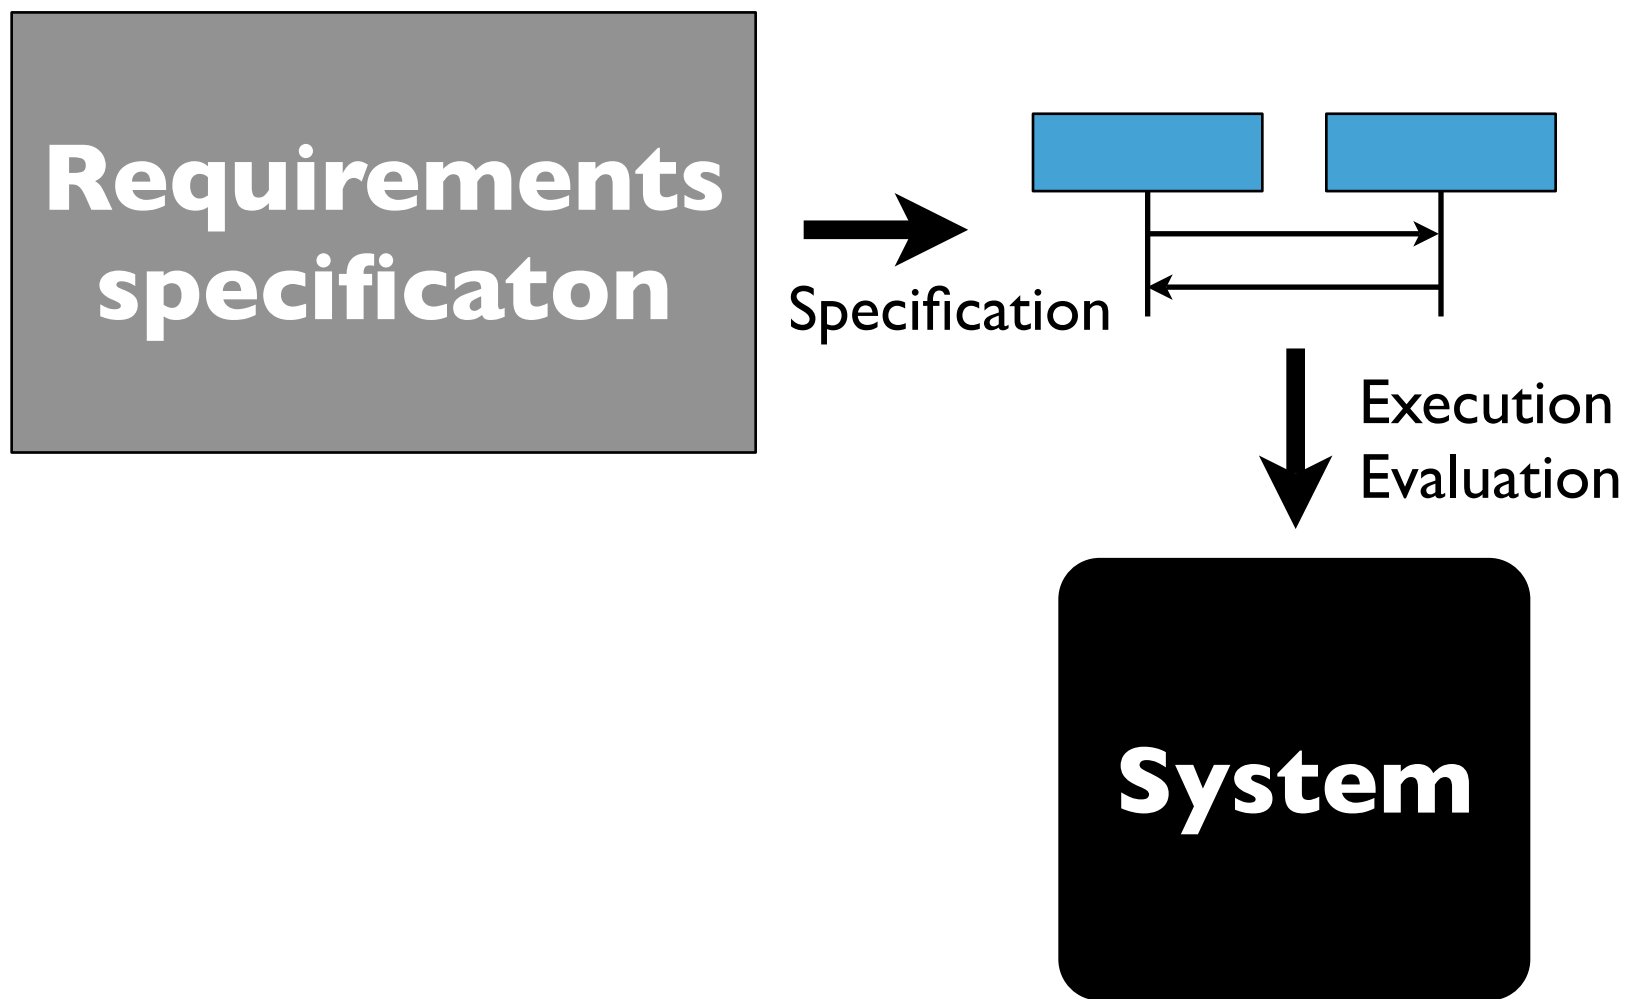 Requirements
specificaton
Specification
Execution
Evaluation
System